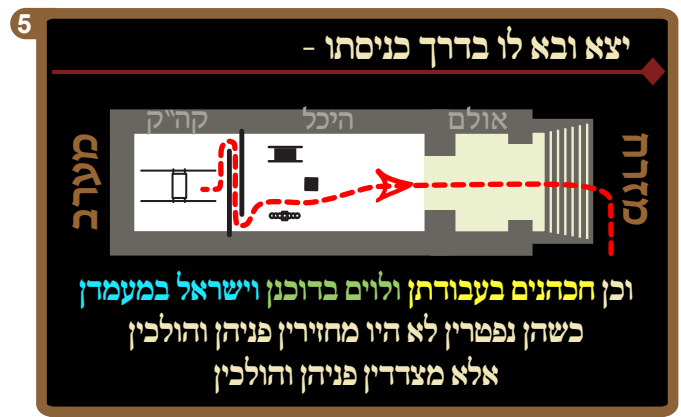 5
יצא ובא לו בדרך כניסתו -
קה"ק היכל אולם
מערב
מזרח
וכן חכהנים בעבודתן ולוים בדוכנן וישראל במעמדן
כשהן נפטרין לא היו מחזירין פניהן והולכין
אלא מצדדין פניהן והולכין